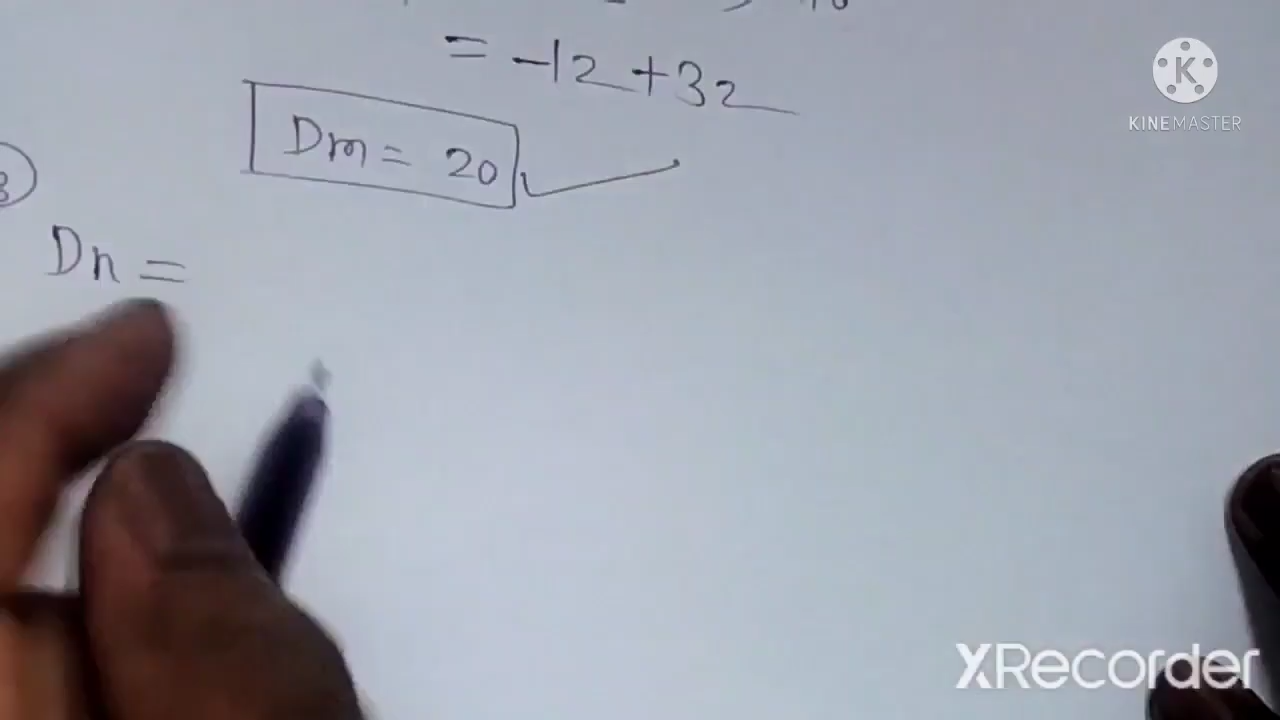 = -12 + 32
Dm = 20
Dn =
KINEMASTER
XRecorder